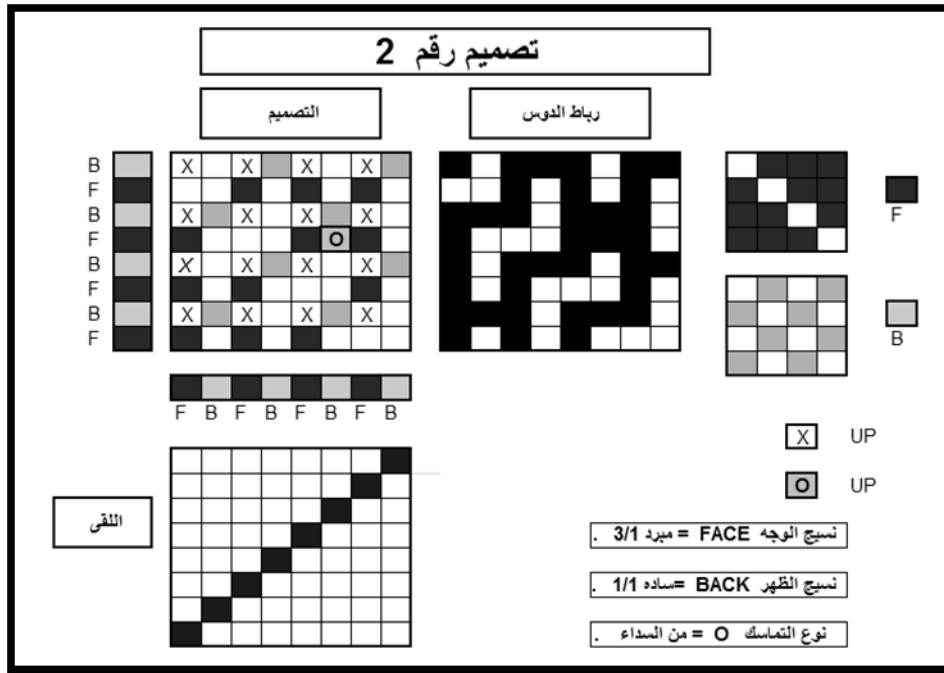 تصميم رقم 2
التصميم
رباط الدوس
B X X X X
F
B X X X X
F O
B X X X X
F
B X X X X
F
F B F B F B F B
F
B
X UP
O UP
اللقى
نسيج الوجه FACE = مبرد 3/1 .
نسيج الظهر BACK =ساده 1/1 .
نوع التماسك O = من السداء .